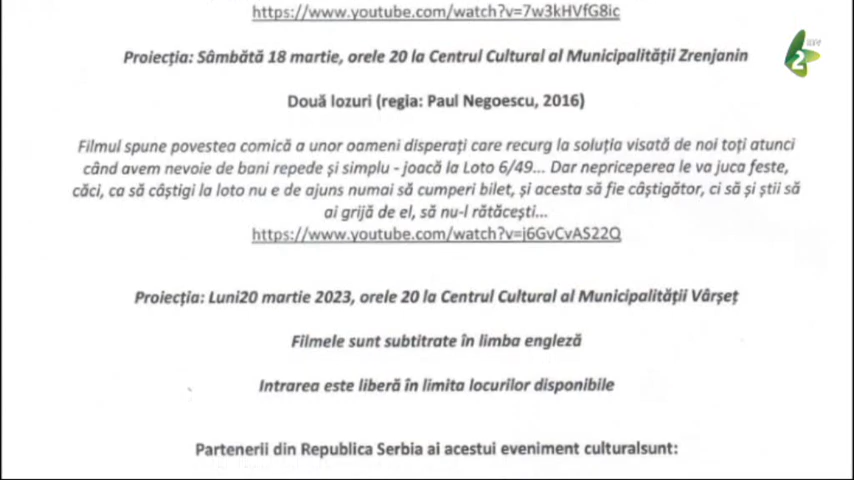 https://www.youtube.com/watch?v=7w3kHVfG8ic
Proiecția: Sâmbătă 18 martie, orele 20 la Centrul Cultural al Municipalității Zrenjanin
Două lozuri (regia: Paul Negoescu, 2016)
Filmul spune povestea comică a unor oameni disperați care recurg la soluția visată de noi toți atunci
când avem nevoie de bani repede și simplu - joacă la Loto 6/49... Dar nepriceperea le va juca feste,
căci, ca să câștigi la loto nu e de ajuns numai să cumperi bilet, și acesta să fie câștigător, ci să și știi să
ai grijă de el, să nu-l rătăcești...
https://www.youtube.com/watch?v=j6GvCvAS22Q
Proiecția: Luni20 martie 2023, orele 20 la Centrul Cultural al Municipalității Vârșeț
Filmele sunt subtitrate în limba engleză
Intrarea este liberă în limita locurilor disponibile
Partenerii din Republica Serbia ai acestui eveniment culturalsunt:
2